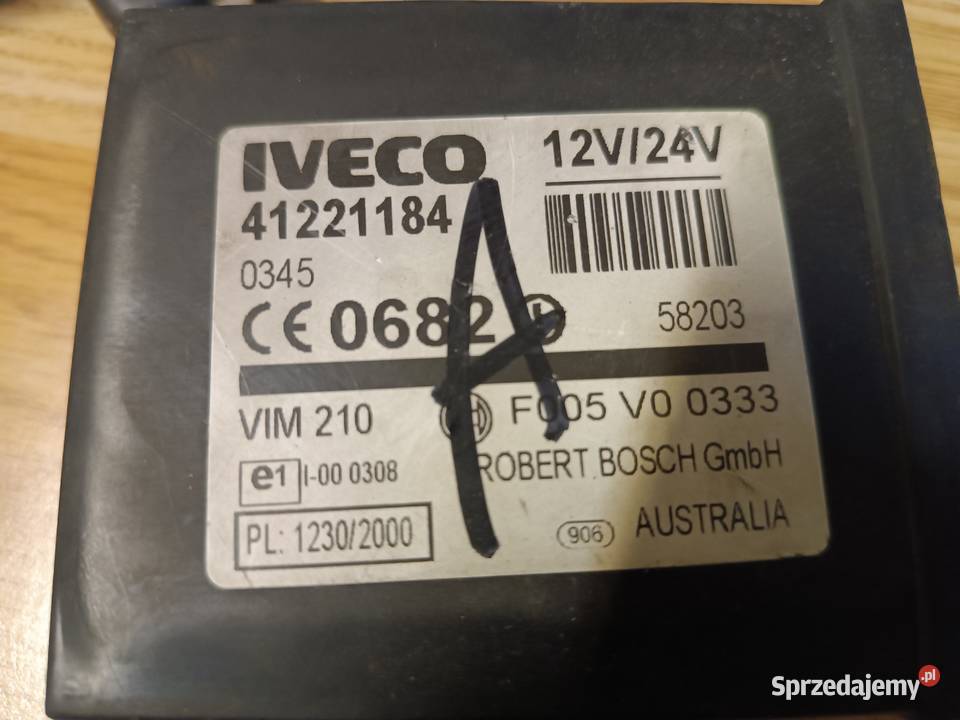 IVECO 12V/24V
41221184
0345
CE 0682 58203
VIM 210 F005 V0 0333
e1 I-00 0308 ROBERT BOSCH GmbH
PL: 1230/2000 906 AUSTRALIA
A
Sprzedajemy.pl